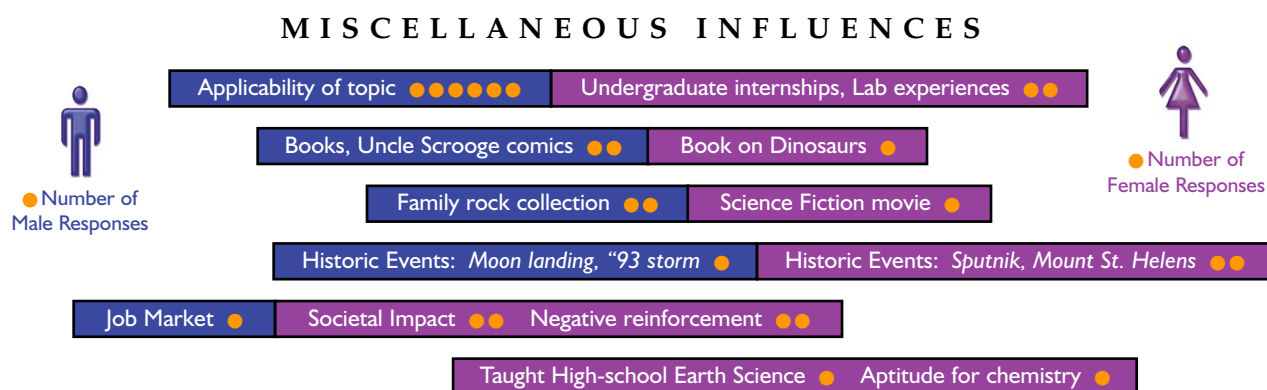 MISCELLANEOUS INFLUENCES
Applicability of topic
Undergraduate internships, Lab experiences
Books, Uncle Scrooge comics
Book on Dinosaurs
Number of
Male Responses
Number of
Female Responses
Family rock collection
Science Fiction movie
Historic Events: Moon landing, “93 storm
Historic Events: Sputnik, Mount St. Helens
Job Market
Societal Impact
Negative reinforcement
Taught High-school Earth Science
Aptitude for chemistry